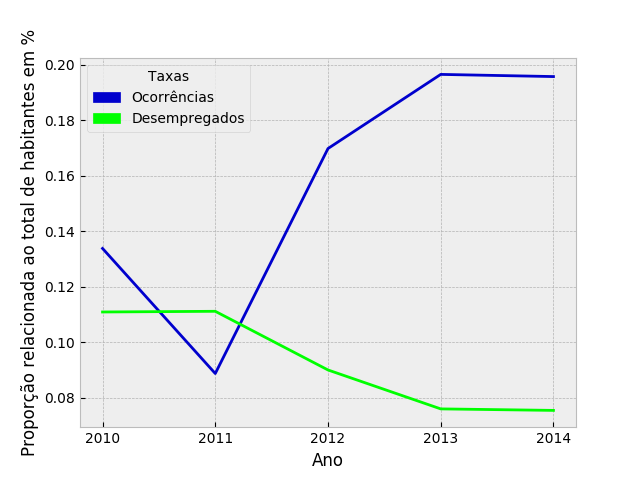 Proporção relacionada ao total de habitantes em %
0.20
0.18
0.16
0.14
0.12
0.10
0.08
Taxas
Ocorrências
Desempregados
2010 2011 2012 2013 2014
Ano